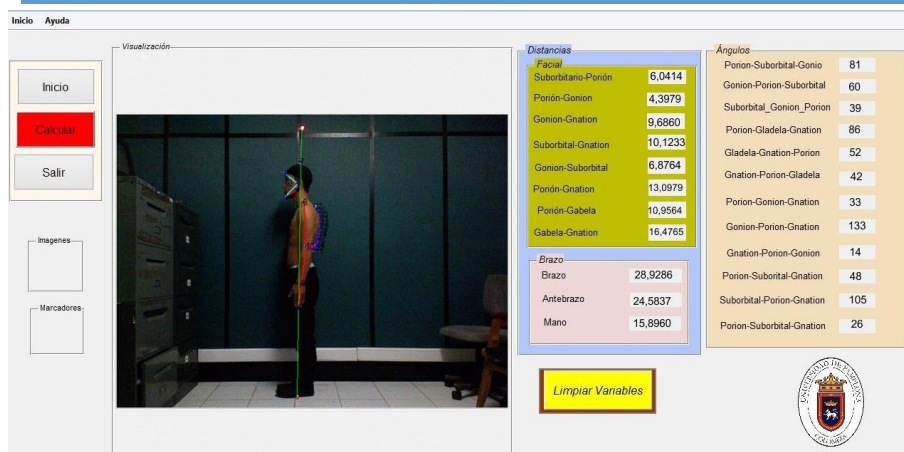 Inicio Ayuda
Visualización
Inicio
Calcular
Salir
Imagenes
Marcadores
Distancias
Facial
Suborbitario-Porión 6,0414
Porión-Gonion 4,3979
Gonion-Gnation 9,6860
Suborbital-Gnation 10,1233
Gonion-Suborbital 6,8764
Porión-Gnation 13,0979
Porión-Gabela 10,9564
Gabela-Gnation 16,4765
Brazo
Brazo 28,9286
Antebrazo 24,5837
Mano 15,8960
Limpiar Variables
Ángulos
Porion-Suborbital-Gonio 81
Gonion-Porion-Suborbital 60
Suborbital_Gonion_Porion 39
Porion-Gladela-Gnation 86
Gladela-Gnation-Porion 52
Gnation-Porion-Gladela 42
Porion-Gonion-Gnation 33
Gonion-Porion-Gnation 133
Gnation-Porion-Gonion 14
Porion-Suborital-Gnation 48
Suborbital-Porion-Gnation 105
Porion-Suborbital-Gnation 26
UNIVERSIDAD DE PAMPLONA
COLOMBIA